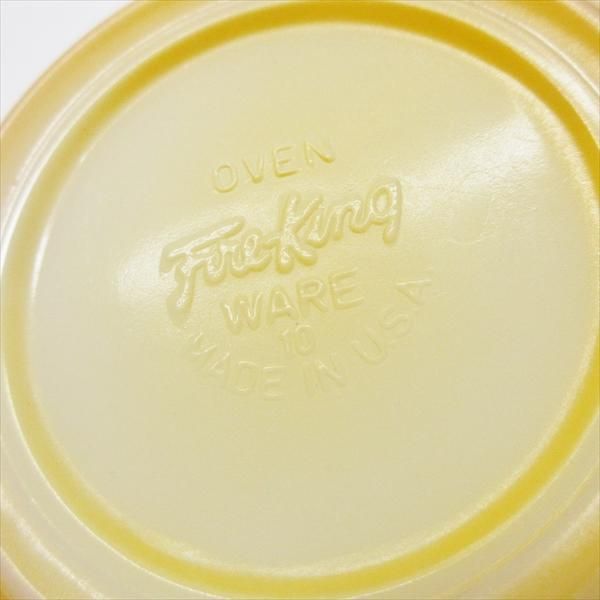 OVEN
Fire-King
WARE
10
MADE IN U.S.A.